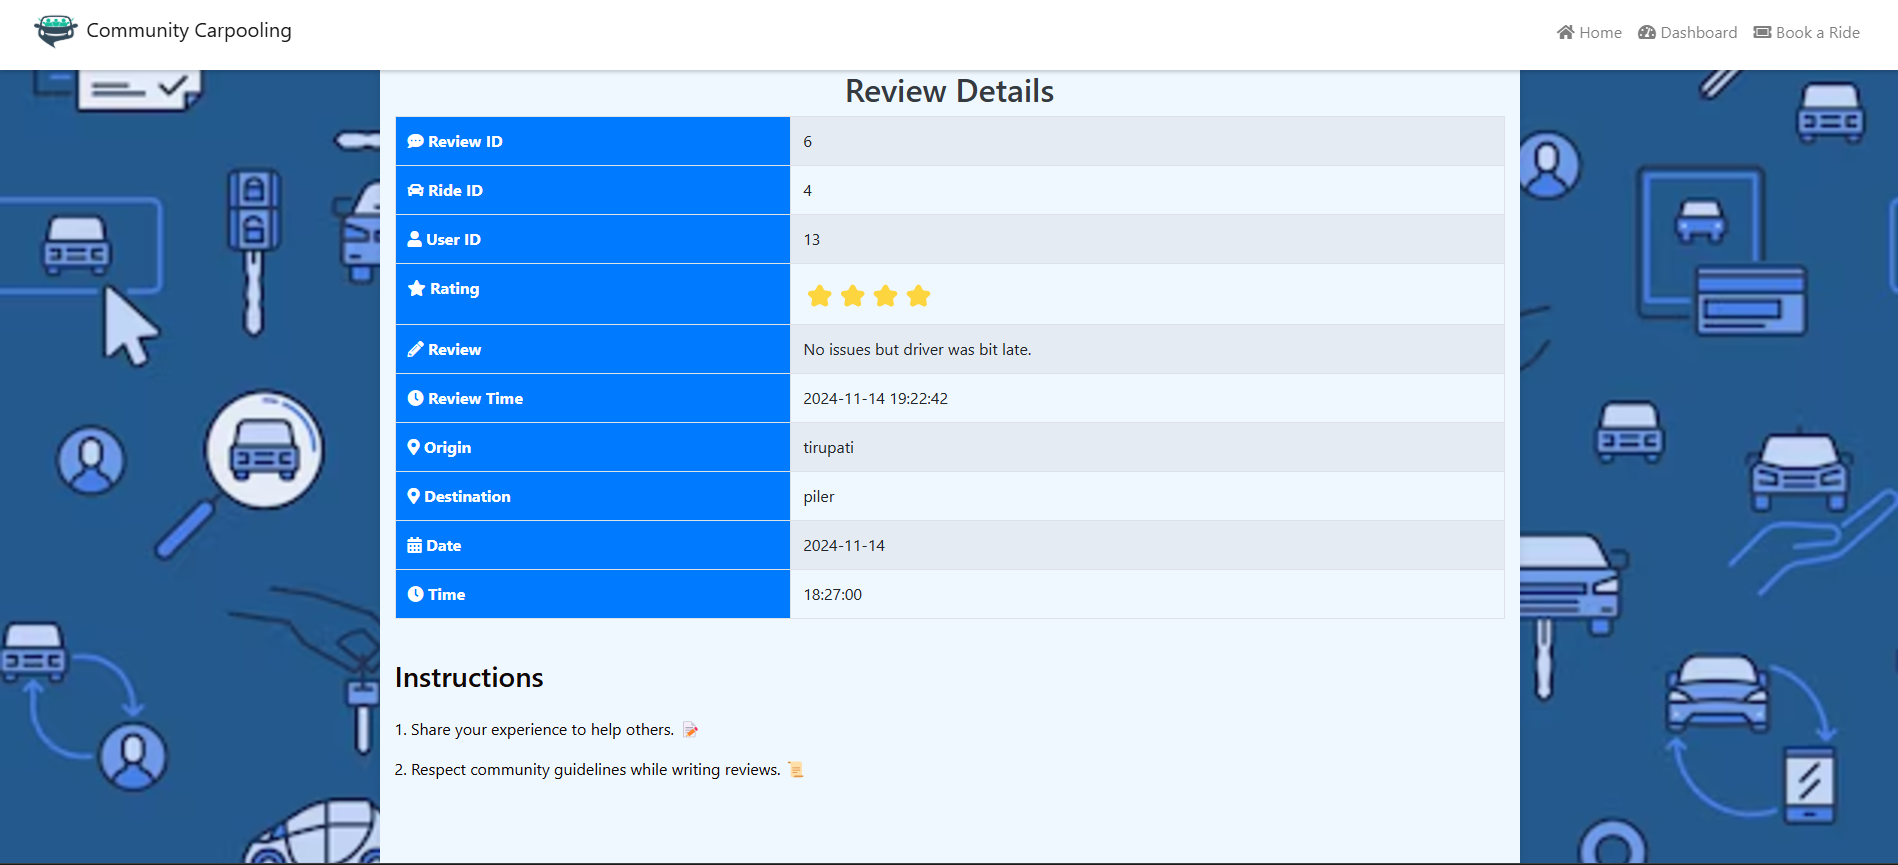 Community Carpooling
Home Dashboard Book a Ride
Review Details
Review ID 6
Ride ID 4
User ID 13
Rating
Review No issues but driver was bit late.
Review Time 2024-11-14 19:22:42
Origin tirupati
Destination piler
Date 2024-11-14
Time 18:27:00
Instructions
1. Share your experience to help others.
2. Respect community guidelines while writing reviews.